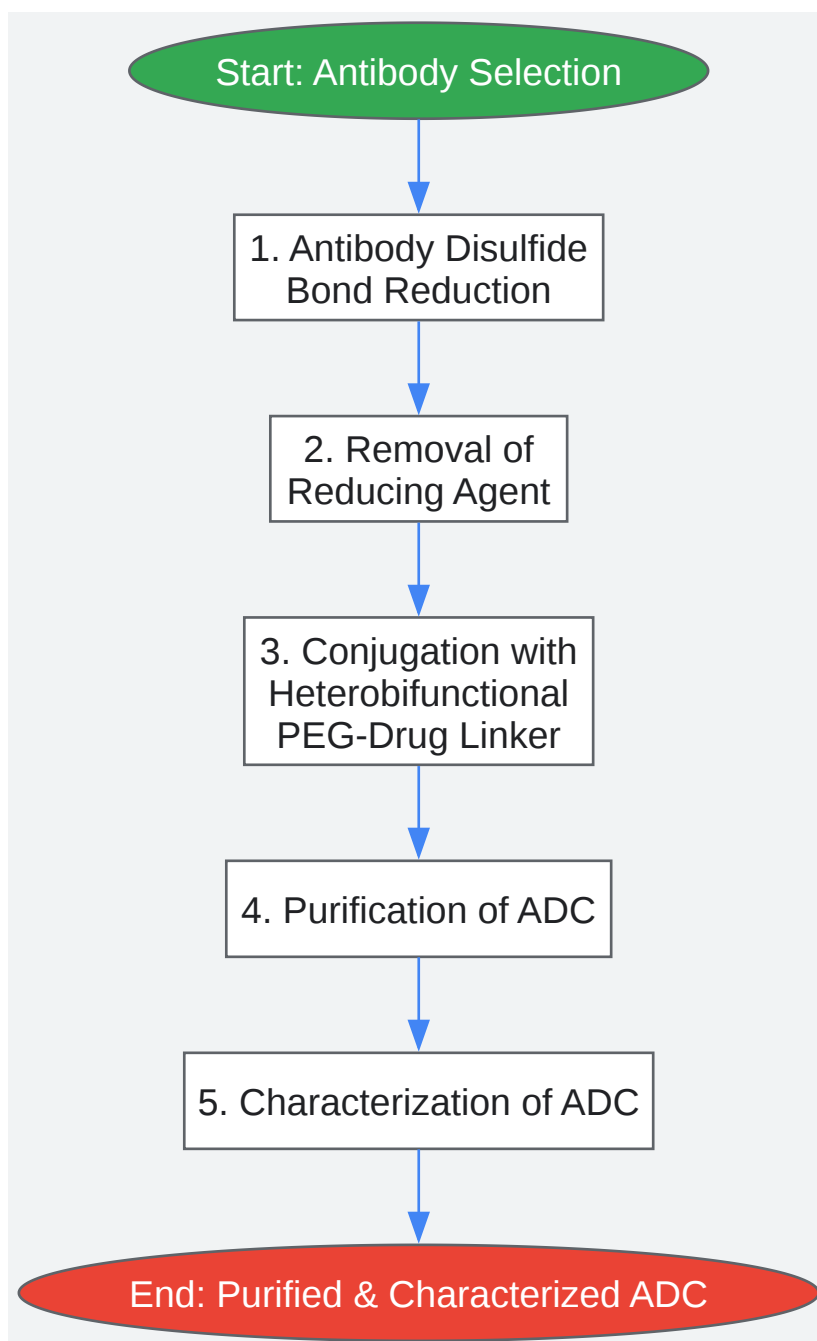 Start: Antibody Selection
1. Antibody Disulfide
Bond Reduction
2. Removal of
Reducing Agent
3. Conjugation with
Heterobifunctional
PEG-Drug Linker
4. Purification of ADC
5. Characterization of ADC
End: Purified & Characterized ADC